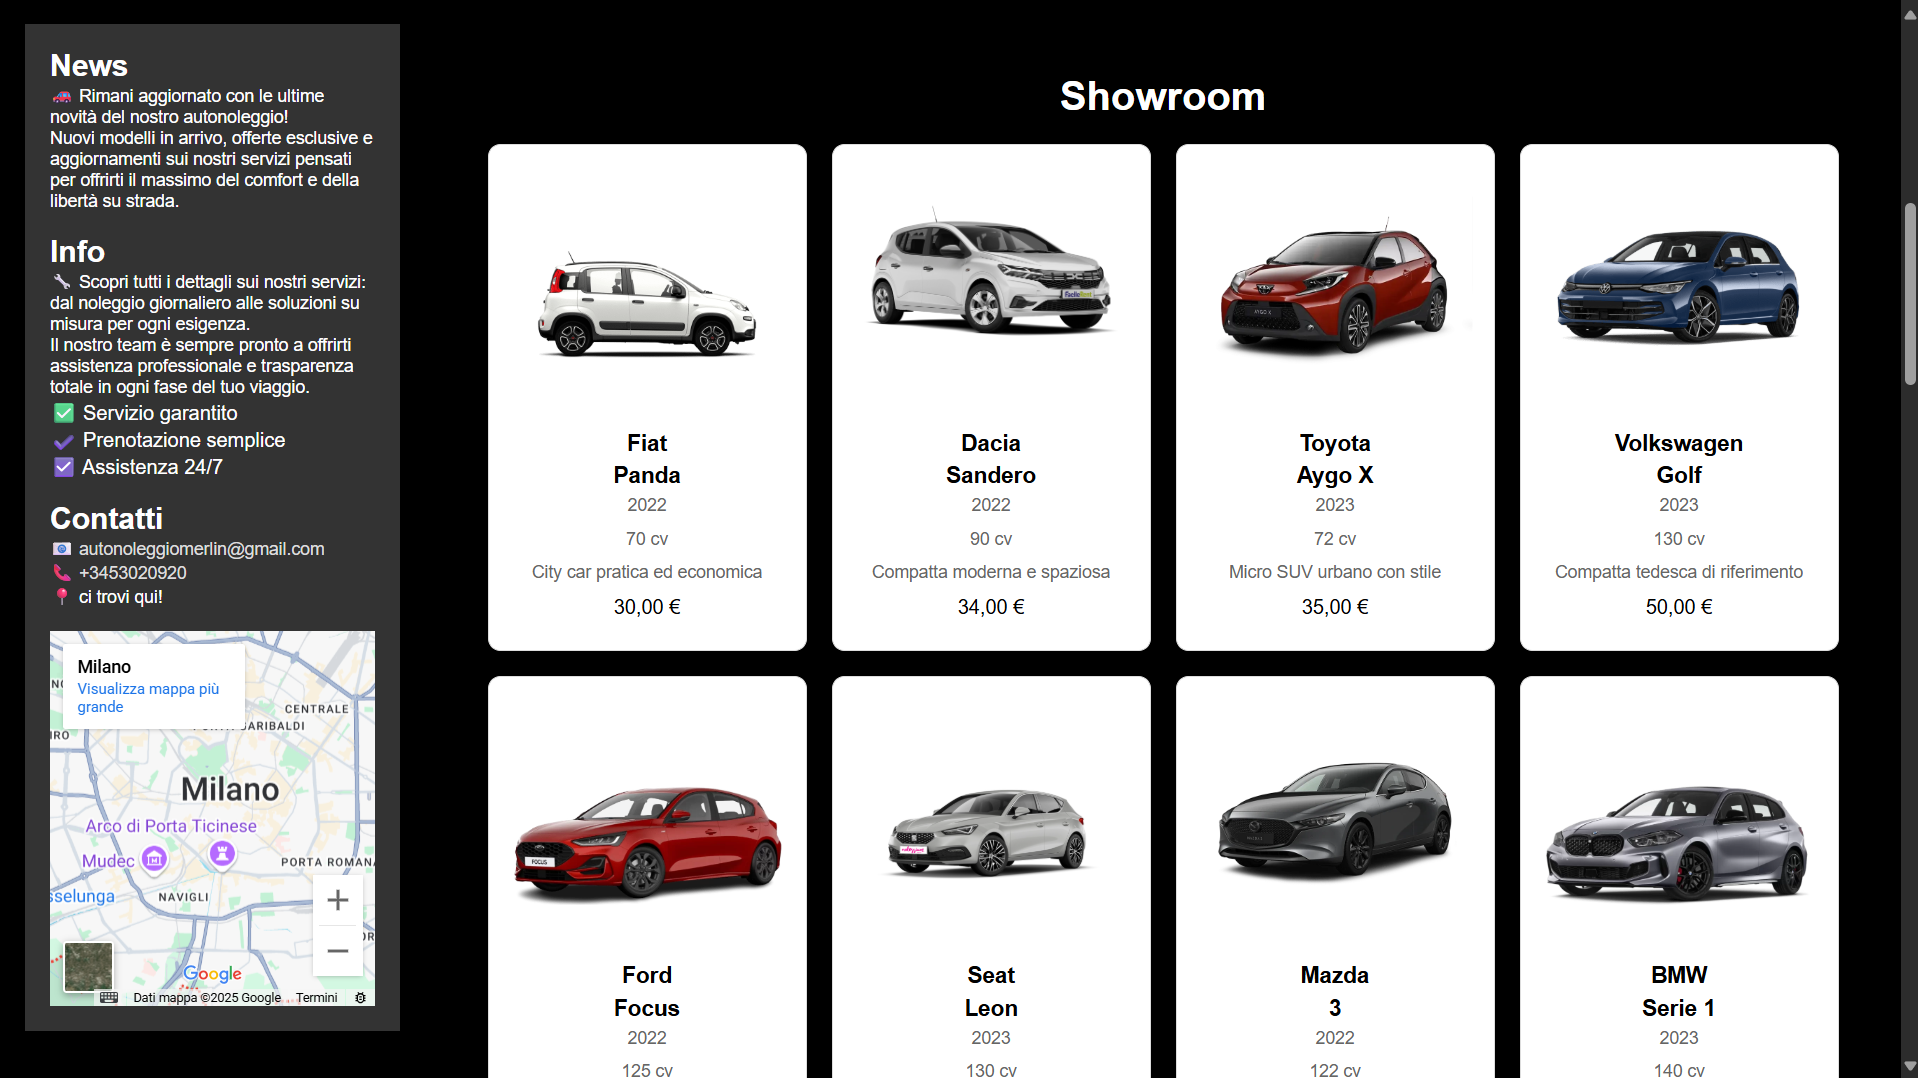 News
🚗 Rimani aggiornato con le ultime
novità del nostro autonoleggio!
Nuovi modelli in arrivo, offerte esclusive e
aggiornamenti sui nostri servizi pensati
per offrirti il massimo del comfort e della
libertà su strada.
Info
🔧 Scopri tutti i dettagli sui nostri servizi:
dal noleggio giornaliero alle soluzioni su
misura per ogni esigenza.
Il nostro team è sempre pronto a offrirti
assistenza professionale e trasparenza
totale in ogni fase del tuo viaggio.
✅ Servizio garantito
✔️ Prenotazione semplice
☑️ Assistenza 24/7
Contatti
📧 autonoleggiomerlin@gmail.com
📞 +3453020920
📍 ci trovi qui!
Milano
Visualizza mappa più
grande
CENTRALE
GARIBALDI
Milano
Arco di Porta Ticinese
Mudec
PORTA ROMANA
sselunga
NAVIGLI
Google
Dati mappa ©2025 Google
Termini
Showroom
Fiat
Panda
2022
70 cv
City car pratica ed economica
30,00 €
Dacia
Sandero
2022
90 cv
Compatta moderna e spaziosa
34,00 €
AYGO X
Toyota
Aygo X
2023
72 cv
Micro SUV urbano con stile
35,00 €
Volkswagen
Golf
2023
130 cv
Compatta tedesca di riferimento
50,00 €
FOCUS
Ford
Focus
2022
125 cv
Seat
Leon
2023
130 cv
Mazda
3
2022
122 cv
BMW
Serie 1
2023
140 cv